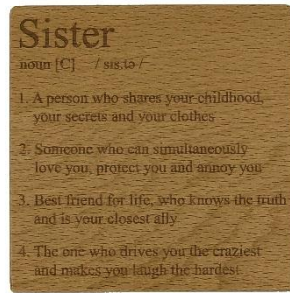 Sister
noun [C] / sɪs.tə /
1. A person who shares your childhood,
your secrets and your clothes
2. Someone who can simultaneously
love you, protect you and annoy you
3. Best friend for life, who knows the truth
and is your closest ally
4. The one who drives you the craziest
and makes you laugh the hardest